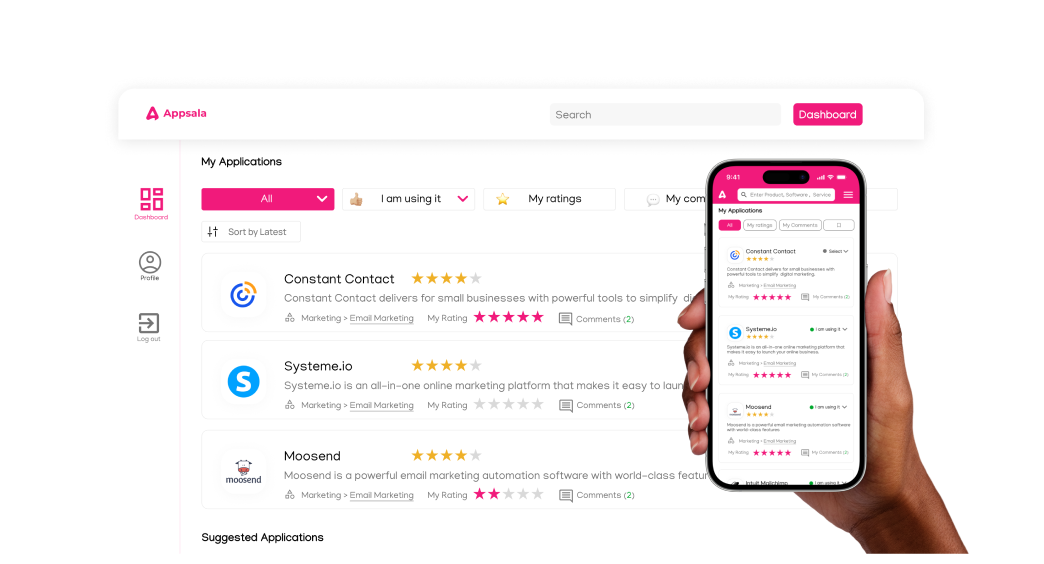 Appsala
Search
Dashboard
My Applications
All
I am using it
My ratings
My com
Sort by Latest
Dashboard
Profile
Log out
Constant Contact
Constant Contact delivers for small businesses with powerful tools to simplify di
Marketing > Email Marketing My Rating Comments (2)
Systeme.io
Systeme.io is an all-in-one online marketing platform that makes it easy to laun
Marketing > Email Marketing My Rating Comments (2)
moosend
Moosend
Moosend is a powerful email marketing automation software with world-class featur
Marketing > Email Marketing My Rating Comments (2)
Suggested Applications
9:41
Enter Product, Software, Service
My Applications
All My ratings My Comments
Constant Contact Select
Constant Contact delivers for small businesses with
powerful tools to simplify digital marketing.
Marketing > Email Marketing
My Rating My Comments (2)
Systeme.io I am using it
Systeme.io is an all-in-one online marketing platform that
makes it easy to launch your online business.
Marketing > Email Marketing
My Rating My Comments (2)
Moosend I am using it
Moosend is a powerful email marketing automation software
with world-class features
Marketing > Email Marketing
My Rating My Comments (2)
Intuit Mailchimp I am using it